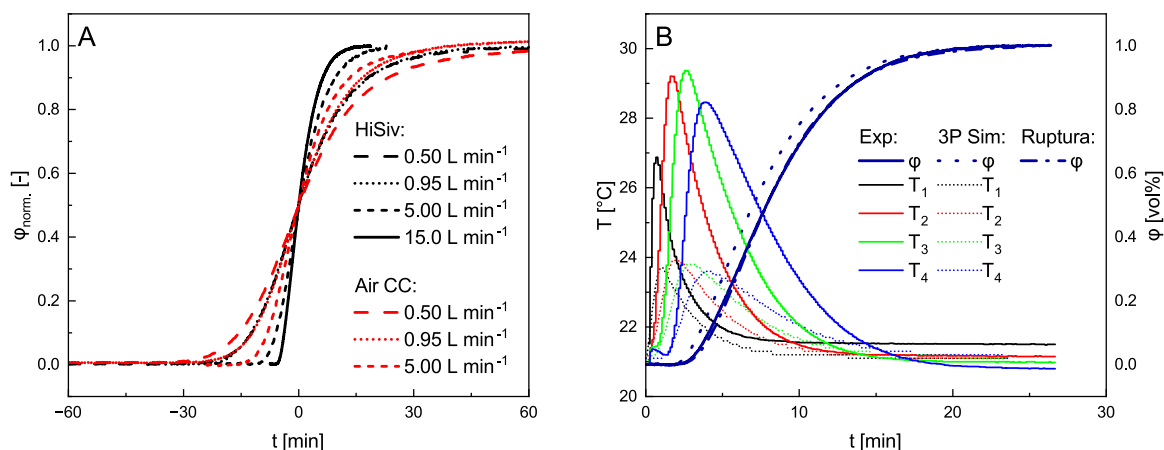 A
1.0
0.8
0.6
0.4
0.2
0.0
φnorm. [-]
HiSiv:
0.50 L min⁻¹
0.95 L min⁻¹
5.00 L min⁻¹
15.0 L min⁻¹
Air CC:
0.50 L min⁻¹
0.95 L min⁻¹
5.00 L min⁻¹
−60
−30
0
30
60
t [min]
B
30
28
26
24
22
20
T [°C]
Exp: 3P Sim: Ruptura:
φ φ φ
T₁ T₁
T₂ T₂
T₃ T₃
T₄ T₄
1.0
0.8
0.6
0.4
0.2
0.0
φ [vol%]
0
10
20
30
t [min]